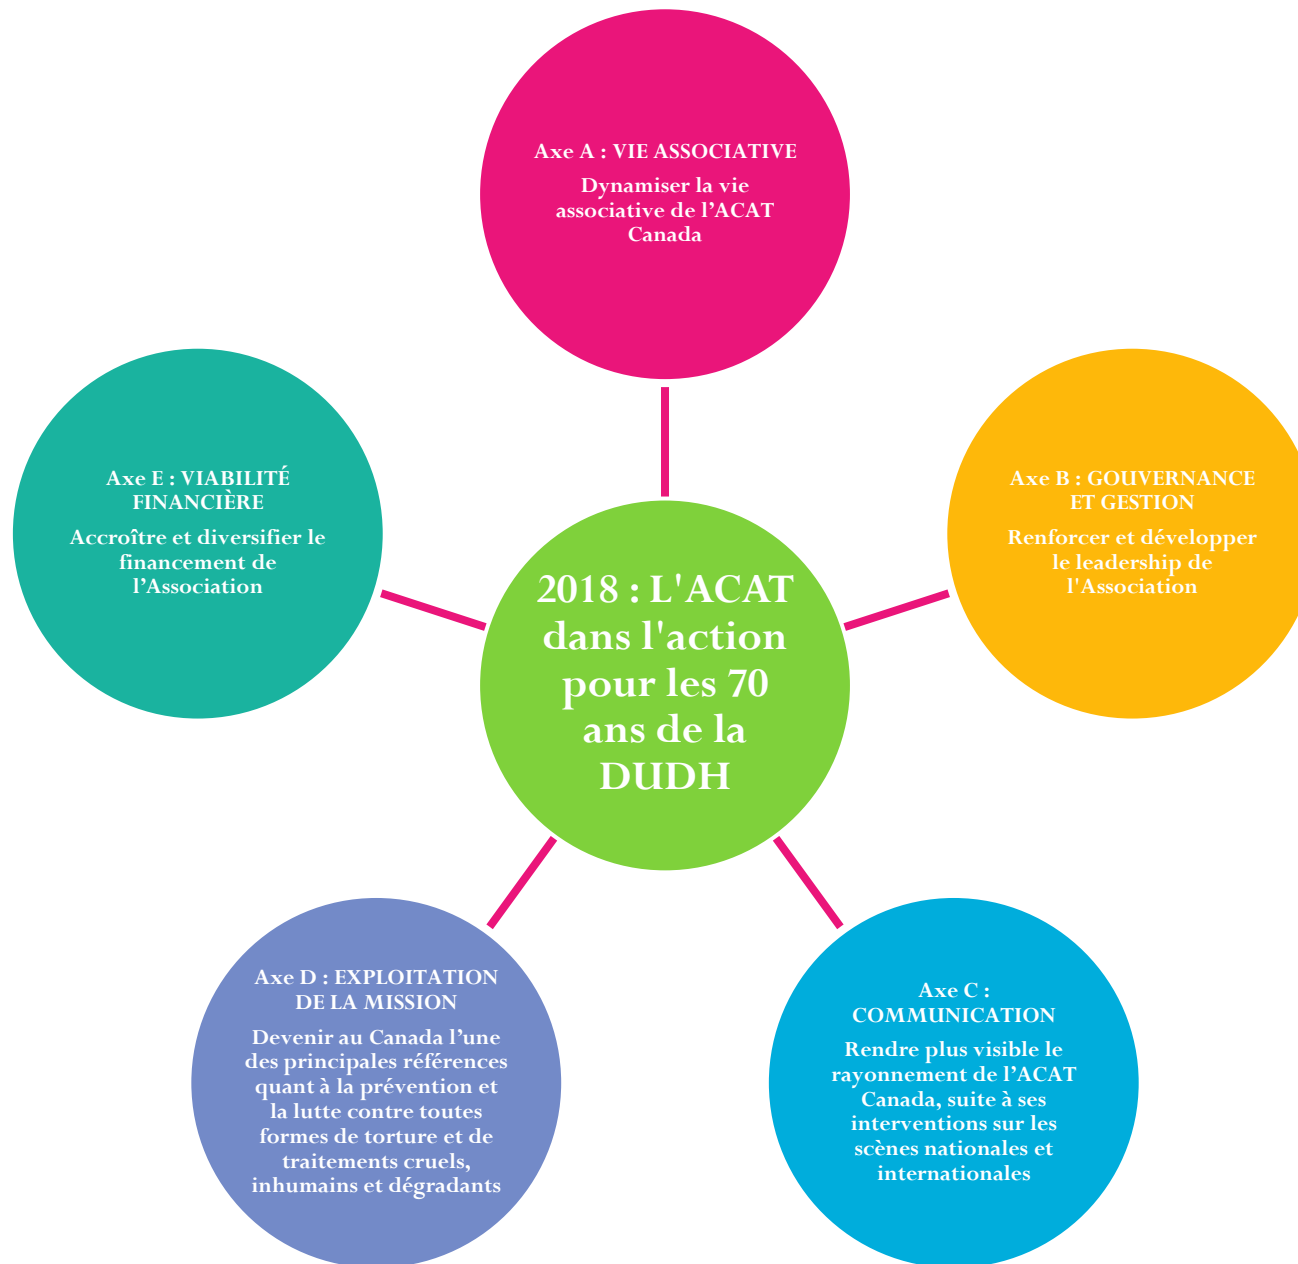 Axe A : VIE ASSOCIATIVE
Dynamiser la vie
associative de l’ACAT
Canada
Axe B : GOUVERNANCE
ET GESTION
Renforcer et développer
le leadership de
l'Association
Axe C :
COMMUNICATION
Rendre plus visible le
rayonnement de l’ACAT
Canada, suite à ses
interventions sur les
scènes nationales et
internationales
Axe D : EXPLOITATION
DE LA MISSION
Devenir au Canada l’une
des principales références
quant à la prévention et
la lutte contre toutes
formes de torture et de
traitements cruels,
inhumains et dégradants
Axe E : VIABILITÉ
FINANCIÈRE
Accroître et diversifier le
financement de
l’Association
2018 : L'ACAT
dans l'action
pour les 70
ans de la
DUDH